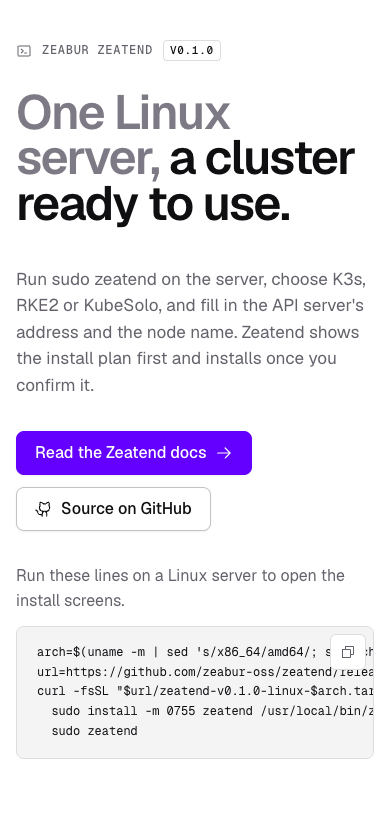 ZEABUR ZEATEND V0.1.0
One Linux
server, a cluster
ready to use.
Run sudo zeatend on the server, choose K3s,
RKE2 or KubeSolo, and fill in the API server's
address and the node name. Zeatend shows
the install plan first and installs once you
confirm it.
Read the Zeatend docs →
Source on GitHub
Run these lines on a Linux server to open the
install screens.
arch=$(uname -m | sed 's/x86_64/amd64/; s
url=https://github.com/zeabur-oss/zeatend/relea
curl -fsSL "$url/zeatend-v0.1.0-linux-$arch.tar
sudo install -m 0755 zeatend /usr/local/bin/z
sudo zeatend